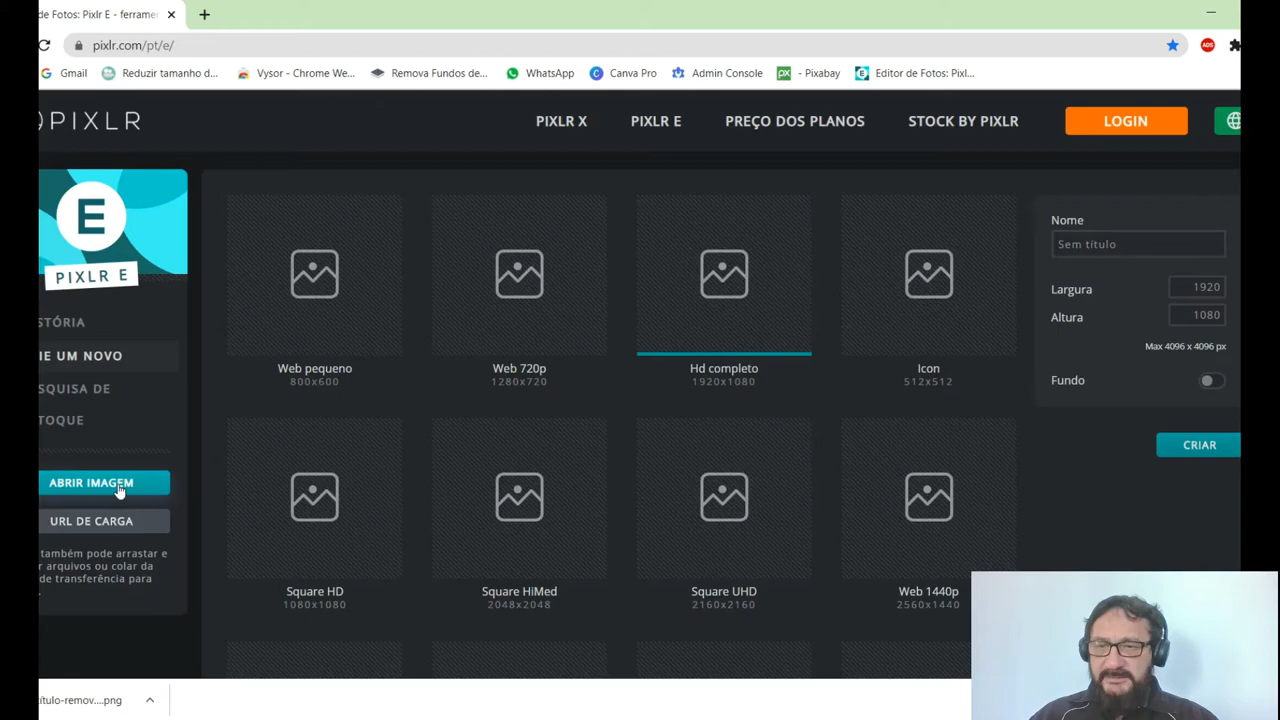 de Fotos: Pixlr E - ferrame
pixlr.com/pt/e/
ADS
Gmail
Reduzir tamanho d...
Vysor - Chrome We...
Remova Fundos de...
WhatsApp
Canva Pro
Admin Console
px
- Pixabay
E
Editor de Fotos: Pixl...
PIXLR
PIXLR X
PIXLR E
PREÇO DOS PLANOS
STOCK BY PIXLR
LOGIN
E
PIXLR E
STÓRIA
IE UM NOVO
SQUISA DE
TOQUE
ABRIR IMAGEM
URL DE CARGA
também pode arrastar e
r arquivos ou colar da
de transferência para
Web pequeno
800x600
Web 720p
1280x720
Hd completo
1920x1080
Icon
512x512
Square HD
1080x1080
Square HiMed
2048x2048
Square UHD
2160x2160
Web 1440p
2560x1440
Nome
Sem título
Largura
1920
Altura
1080
Max 4096 x 4096 px
Fundo
CRIAR
título-remov....png